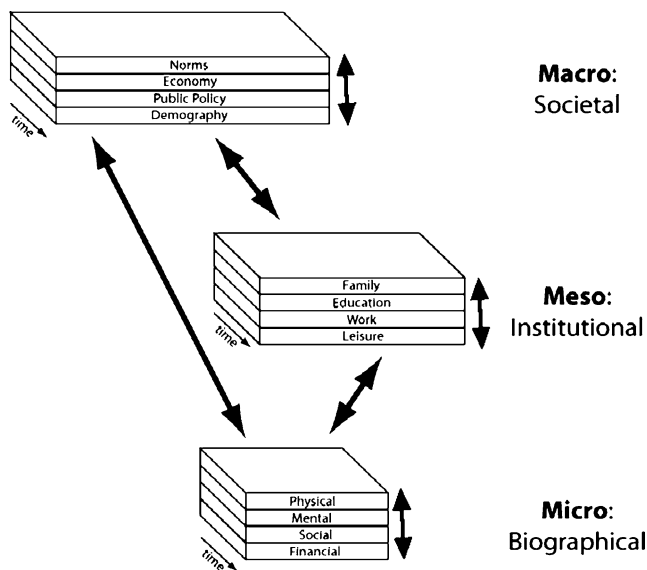 Norms
Economy
Public Policy
Demography
time
Macro:
Societal
Family
Education
Work
Leisure
time
Meso:
Institutional
Physical
Mental
Social
Financial
time
Micro:
Biographical